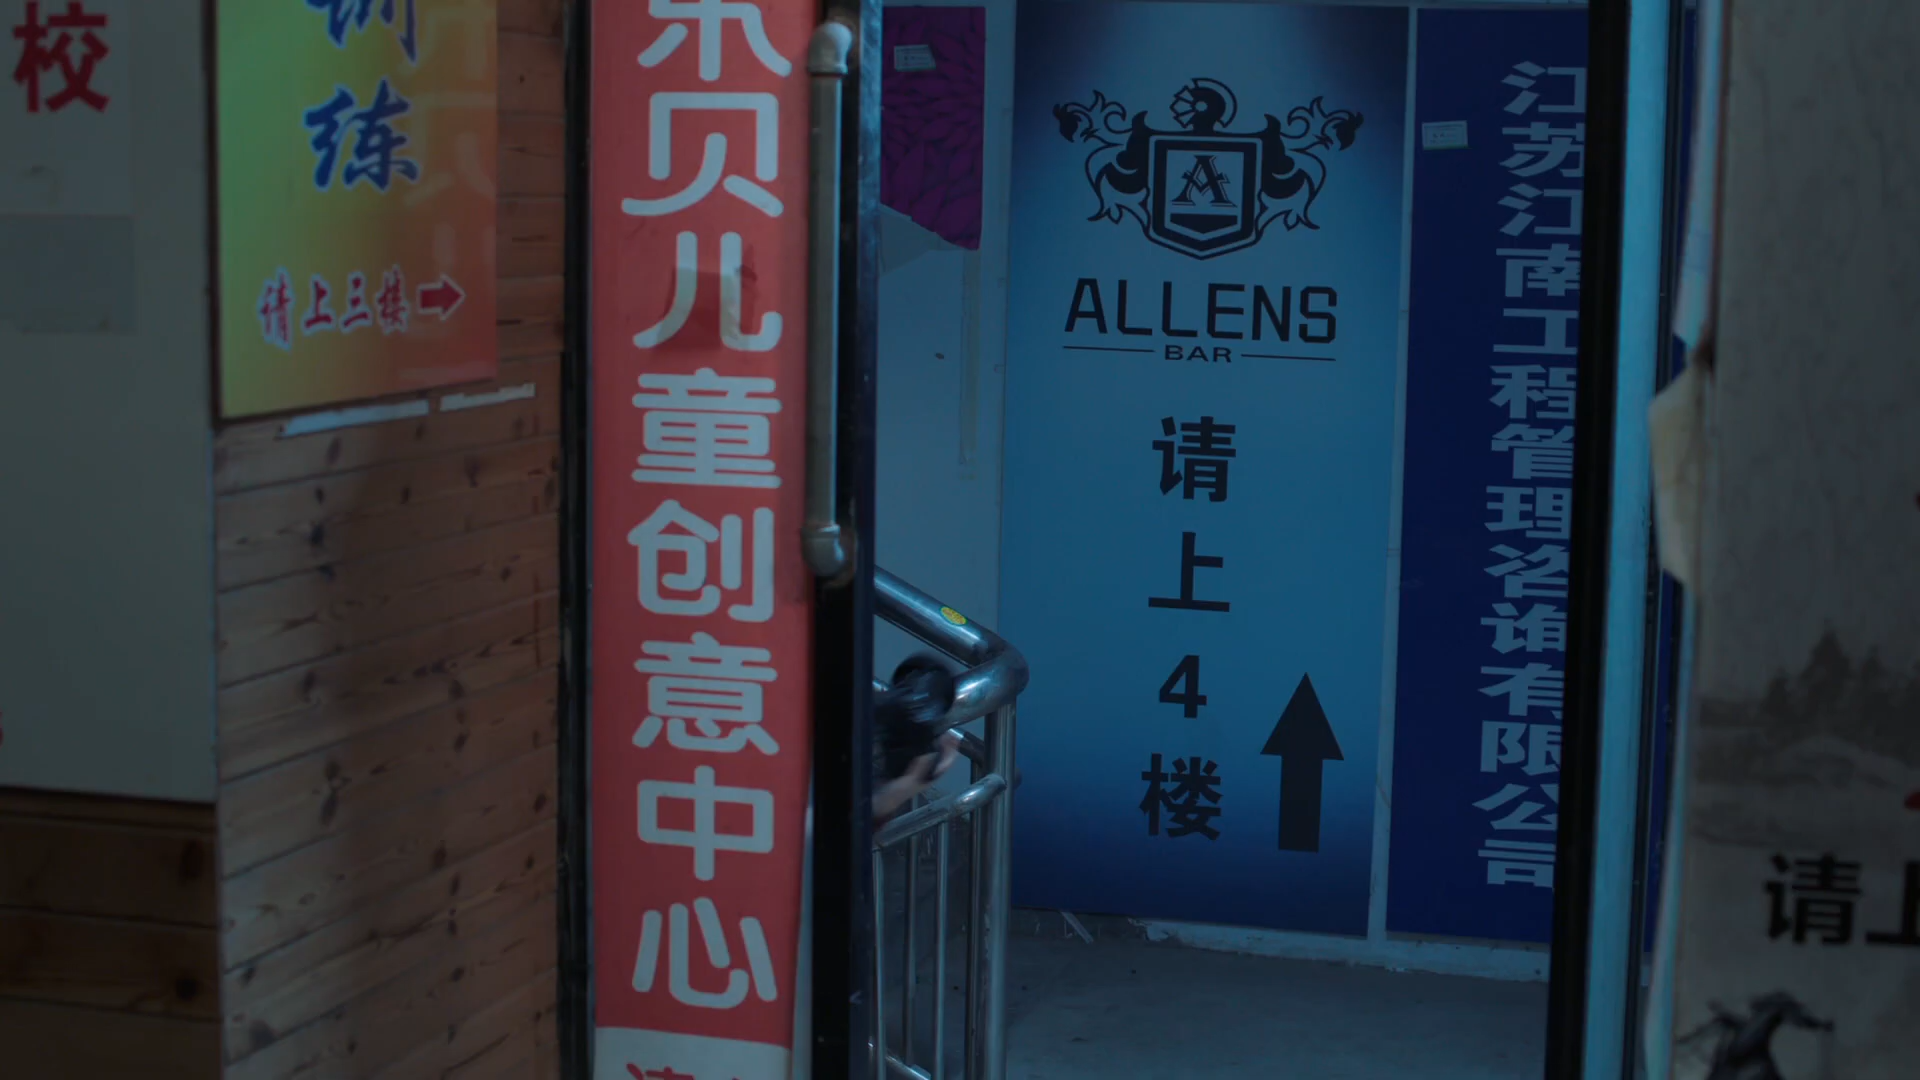 校
训练
请上三楼
乐贝儿童创意中心
A
ALLENS
BAR
请上4楼
江苏江南工程管理咨询有限公司
请上